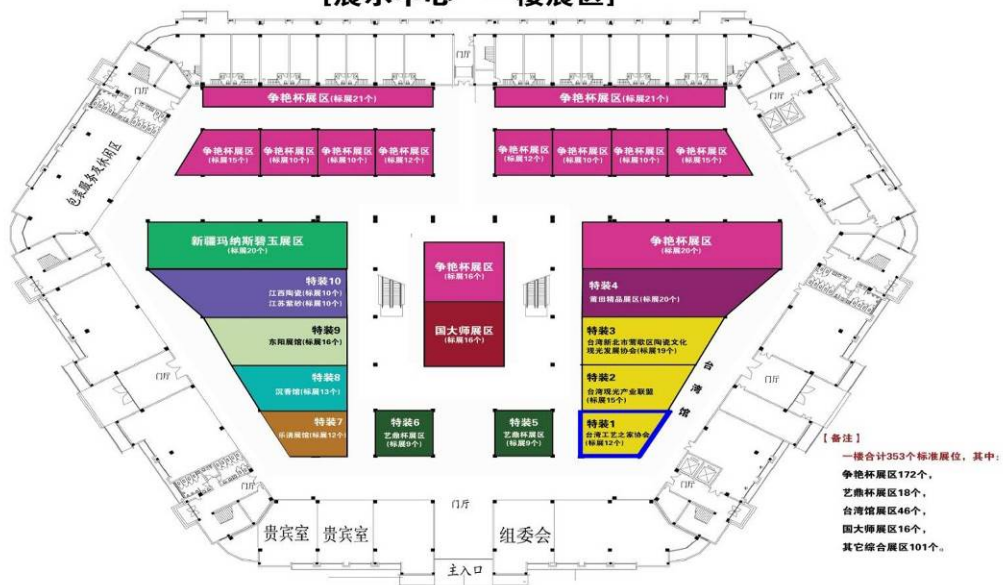 [展示中心一楼展区]
门厅
门厅
门厅
争艳杯展区(标展21个)
争艳杯展区(标展21个)
争艳杯展区
(标展15个)
争艳杯展区
(标展10个)
争艳杯展区
(标展10个)
争艳杯展区
(标展12个)
争艳杯展区
(标展12个)
争艳杯展区
(标展10个)
争艳杯展区
(标展10个)
争艳杯展区
(标展15个)
包装服务及休闲区
新疆玛纳斯碧玉展区
(标展20个)
争艳杯展区
(标展16个)
争艳杯展区
(标展20个)
特装10
江西陶瓷(标展10个)
江苏紫砂(标展10个)
特装4
莆田精品展区(标展20个)
国大师展区
(标展16个)
特装9
东阳展馆(标展16个)
特装3
台湾新北市莺歌区陶瓷文化
观光发展协会(标展19个)
台湾馆
特装8
沉香馆(标展13个)
特装2
台湾观光产业联盟
(标展15个)
门厅
门厅
特装7
乐清展馆(标展12个)
特装6
艺鼎杯展区
(标展9个)
特装5
艺鼎杯展区
(标展9个)
特装1
台湾工艺之家协会
(标展12个)
【备注】
一楼合计353个标准展位，其中：
争艳杯展区172个，
艺鼎杯展区18个，
台湾馆展区46个，
国大师展区16个，
其它综合展区101个。
门厅
门厅
门厅
贵宾室
贵宾室
组委会
主入口